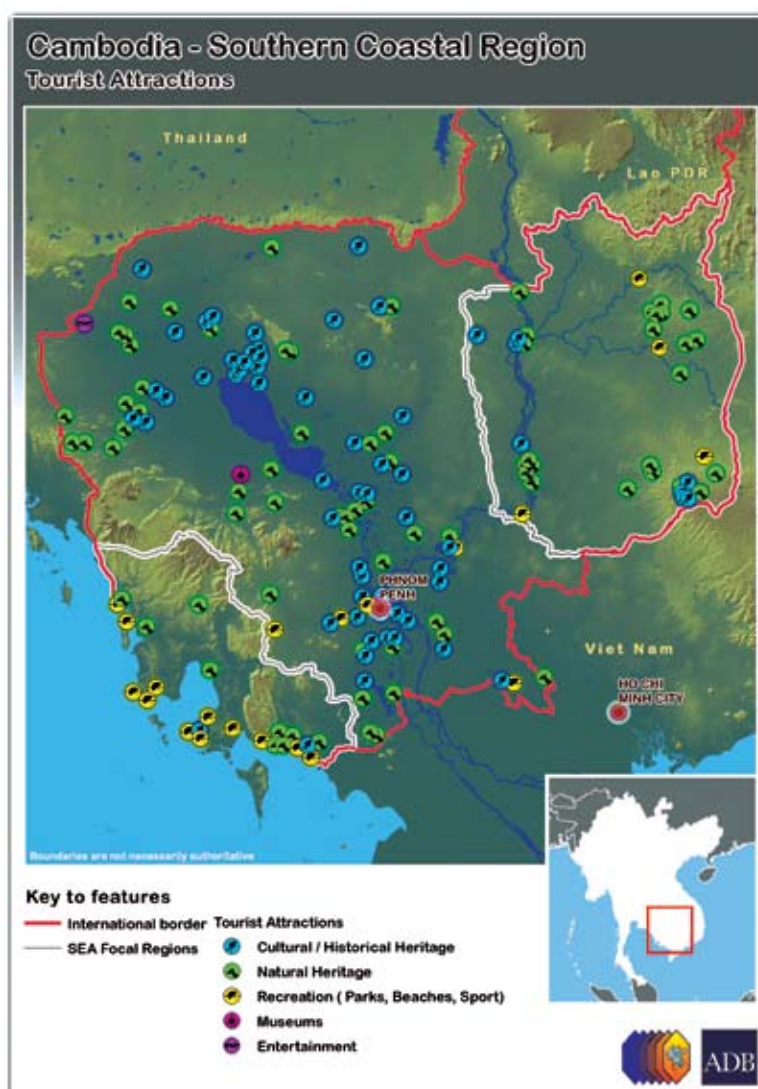 Cambodia - Southern Coastal Region
Tourist Attractions
Thailand
Lao PDR
PHNOM
PENH
Viet Nam
HO CHI
MINH CITY
Boundaries are not necessarily authoritative
Key to features
International border
SEA Focal Regions
Tourist Attractions
Cultural / Historical Heritage
Natural Heritage
Recreation ( Parks, Beaches, Sport)
Museums
Entertainment
ADB